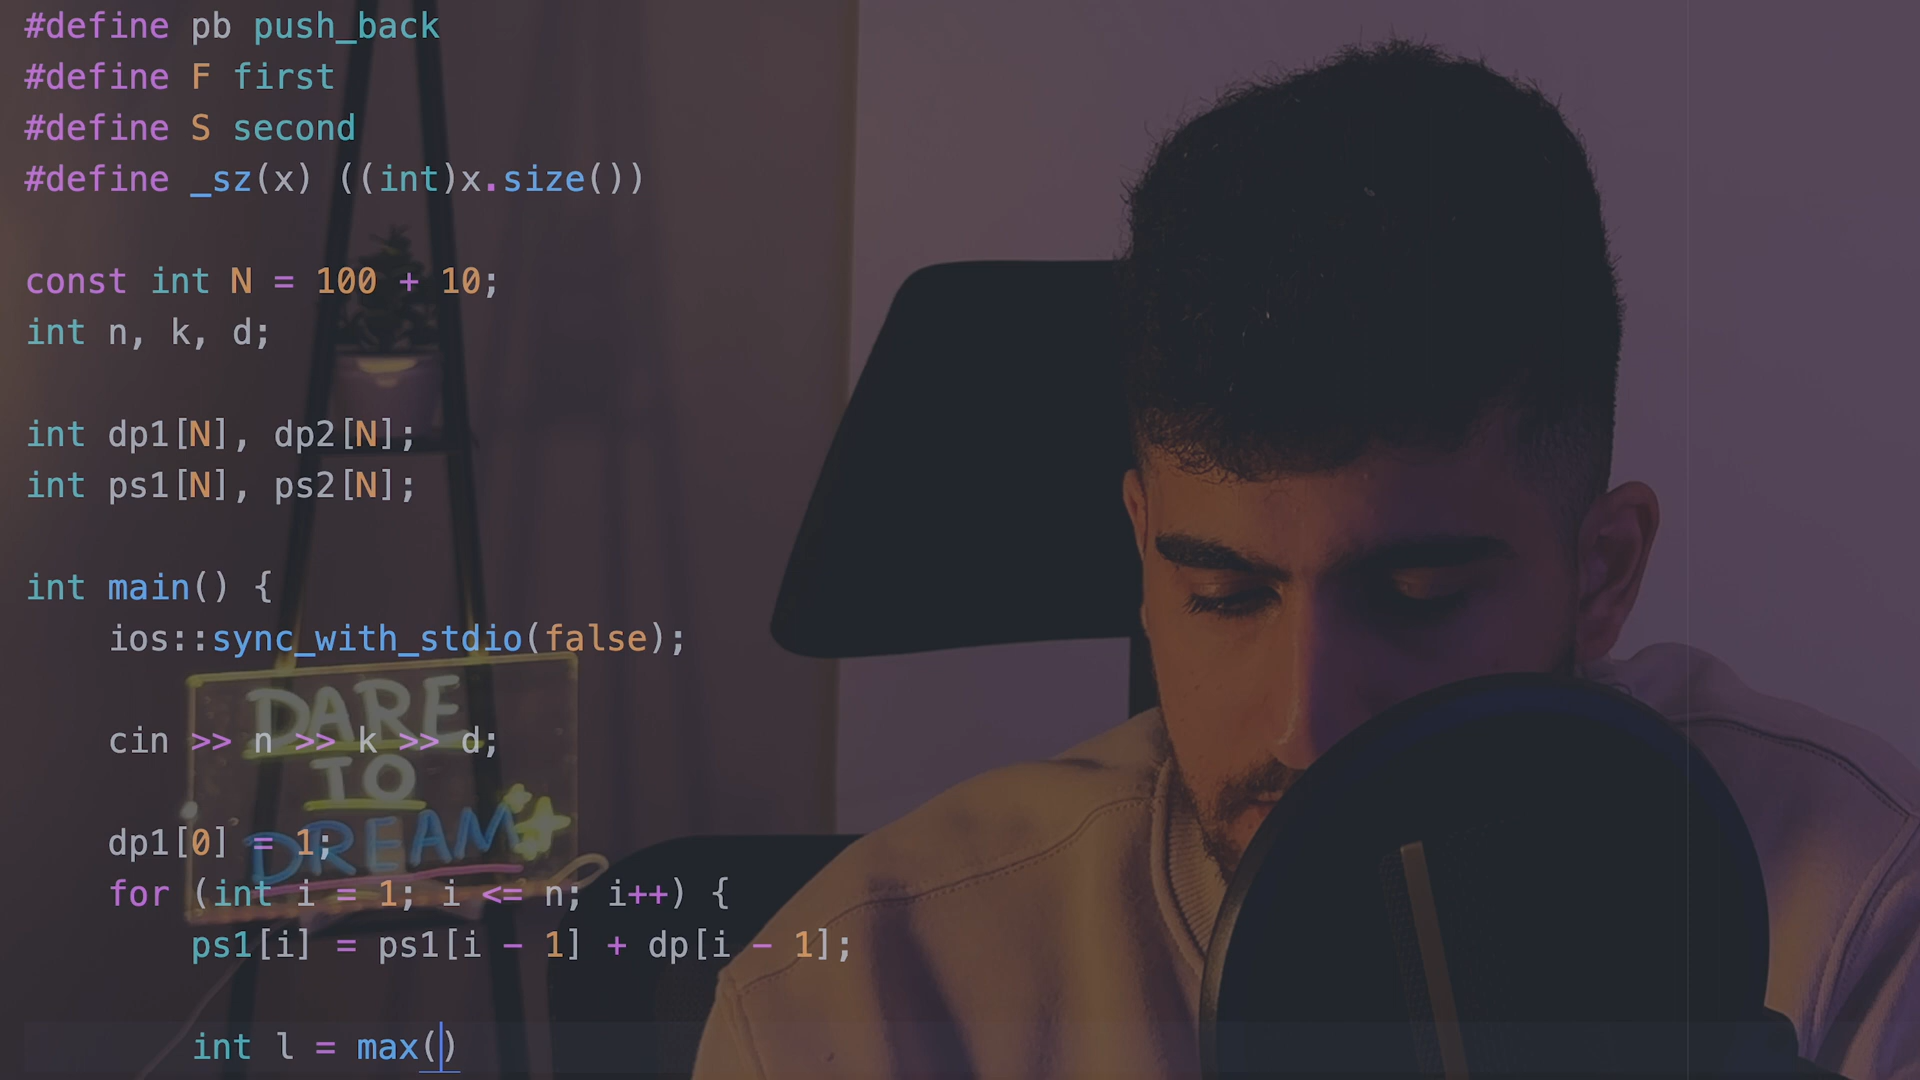 #define pb push_back
#define F first
#define S second
#define _sz(x) ((int)x.size())
const int N = 100 + 10;
int n, k, d;
int dp1[N], dp2[N];
int ps1[N], ps2[N];
int main() {
ios::sync_with_stdio(false);
cin >> n >> k >> d;
dp1[0] = 1;
for (int i = 1; i <= n; i++) {
ps1[i] = ps1[i - 1] + dp[i - 1];
int l = max()
DARE
TO
DREAM